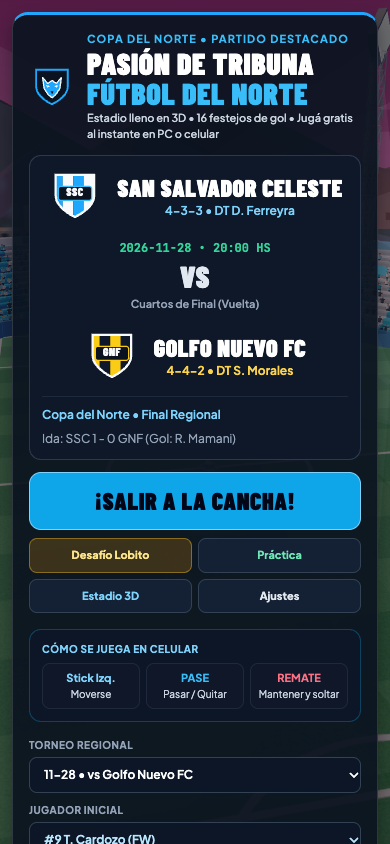 COPA DEL NORTE • PARTIDO DESTACADO
PASIÓN DE TRIBUNA
FÚTBOL DEL NORTE
Estadio lleno en 3D • 16 festejos de gol • Jugá gratis
al instante en PC o celular
SSC
SAN SALVADOR CELESTE
4-3-3 • DT D. Ferreyra
2026-11-28 • 20:00 HS
VS
Cuartos de Final (Vuelta)
GNF
GOLFO NUEVO FC
4-4-2 • DT S. Morales
Copa del Norte • Final Regional
Ida: SSC 1 - 0 GNF (Gol: R. Mamani)
¡SALIR A LA CANCHA!
Desafío Lobito
Práctica
Estadio 3D
Ajustes
CÓMO SE JUEGA EN CELULAR
Stick Izq.
Moverse
PASE
Pasar / Quitar
REMATE
Mantener y soltar
TORNEO REGIONAL
11-28 • vs Golfo Nuevo FC
JUGADOR INICIAL
#9 T. Cardozo (FW)